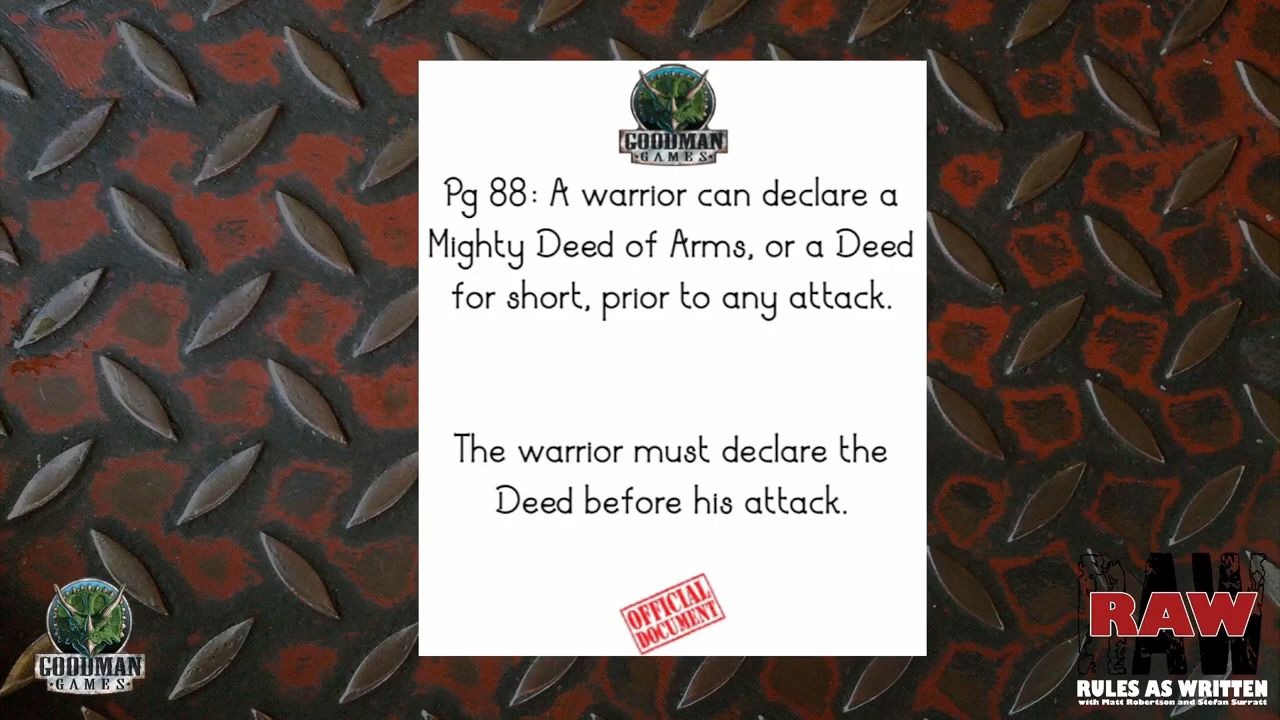 GOODMAN
GAMES
Pg 88: A warrior can declare a
Mighty Deed of Arms, or a Deed
for short, prior to any attack.
The warrior must declare the
Deed before his attack.
OFFICIAL
DOCUMENT
GOODMAN
GAMES
RAW
RAW
RULES AS WRITTEN
with Matt Robertson and Stefan Surratt